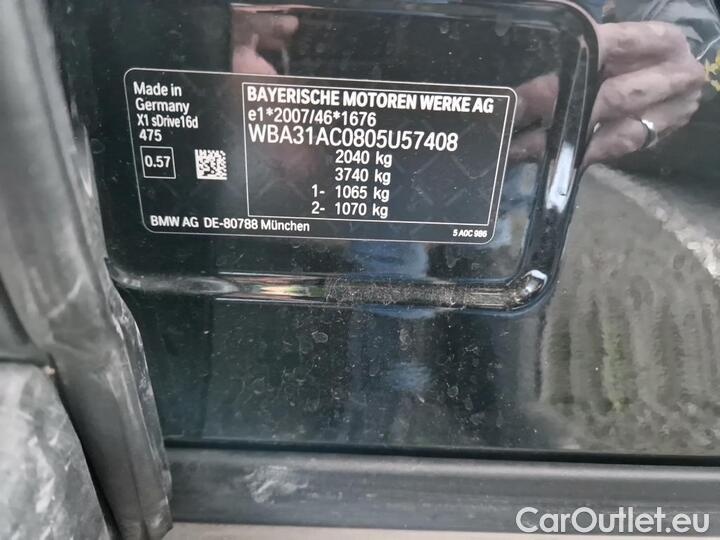 Made in
Germany
X1 sDrive16d
475
0.57
BAYERISCHE MOTOREN WERKE AG
e1*2007/46*1676
WBA31AC0805U57408
2040 kg
3740 kg
1- 1065 kg
2- 1070 kg
BMW AG DE-80788 München
5 A0C 986
CarOutlet.eu